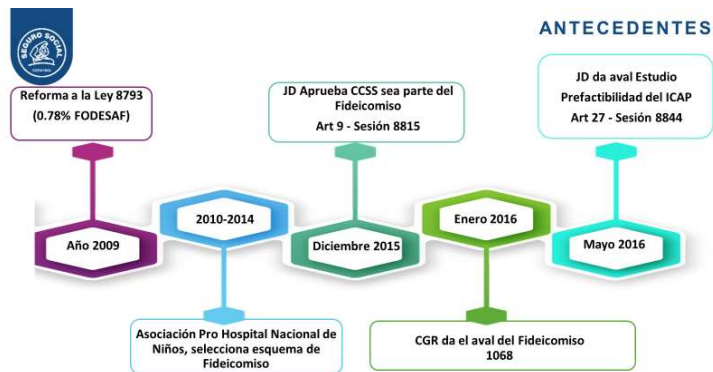 SEGURO SOCIAL
COSTA RICA
ANTECEDENTES
Reforma a la Ley 8793
(0.78% FODESAF)
JD Aprueba CCSS sea parte del
Fideicomiso
Art 9 - Sesión 8815
JD da aval Estudio
Prefactibilidad del ICAP
Art 27 - Sesión 8844
Año 2009
2010-2014
Diciembre 2015
Enero 2016
Mayo 2016
Asociación Pro Hospital Nacional de
Niños, selecciona esquema de
Fideicomiso
CGR da el aval del Fideicomiso
1068